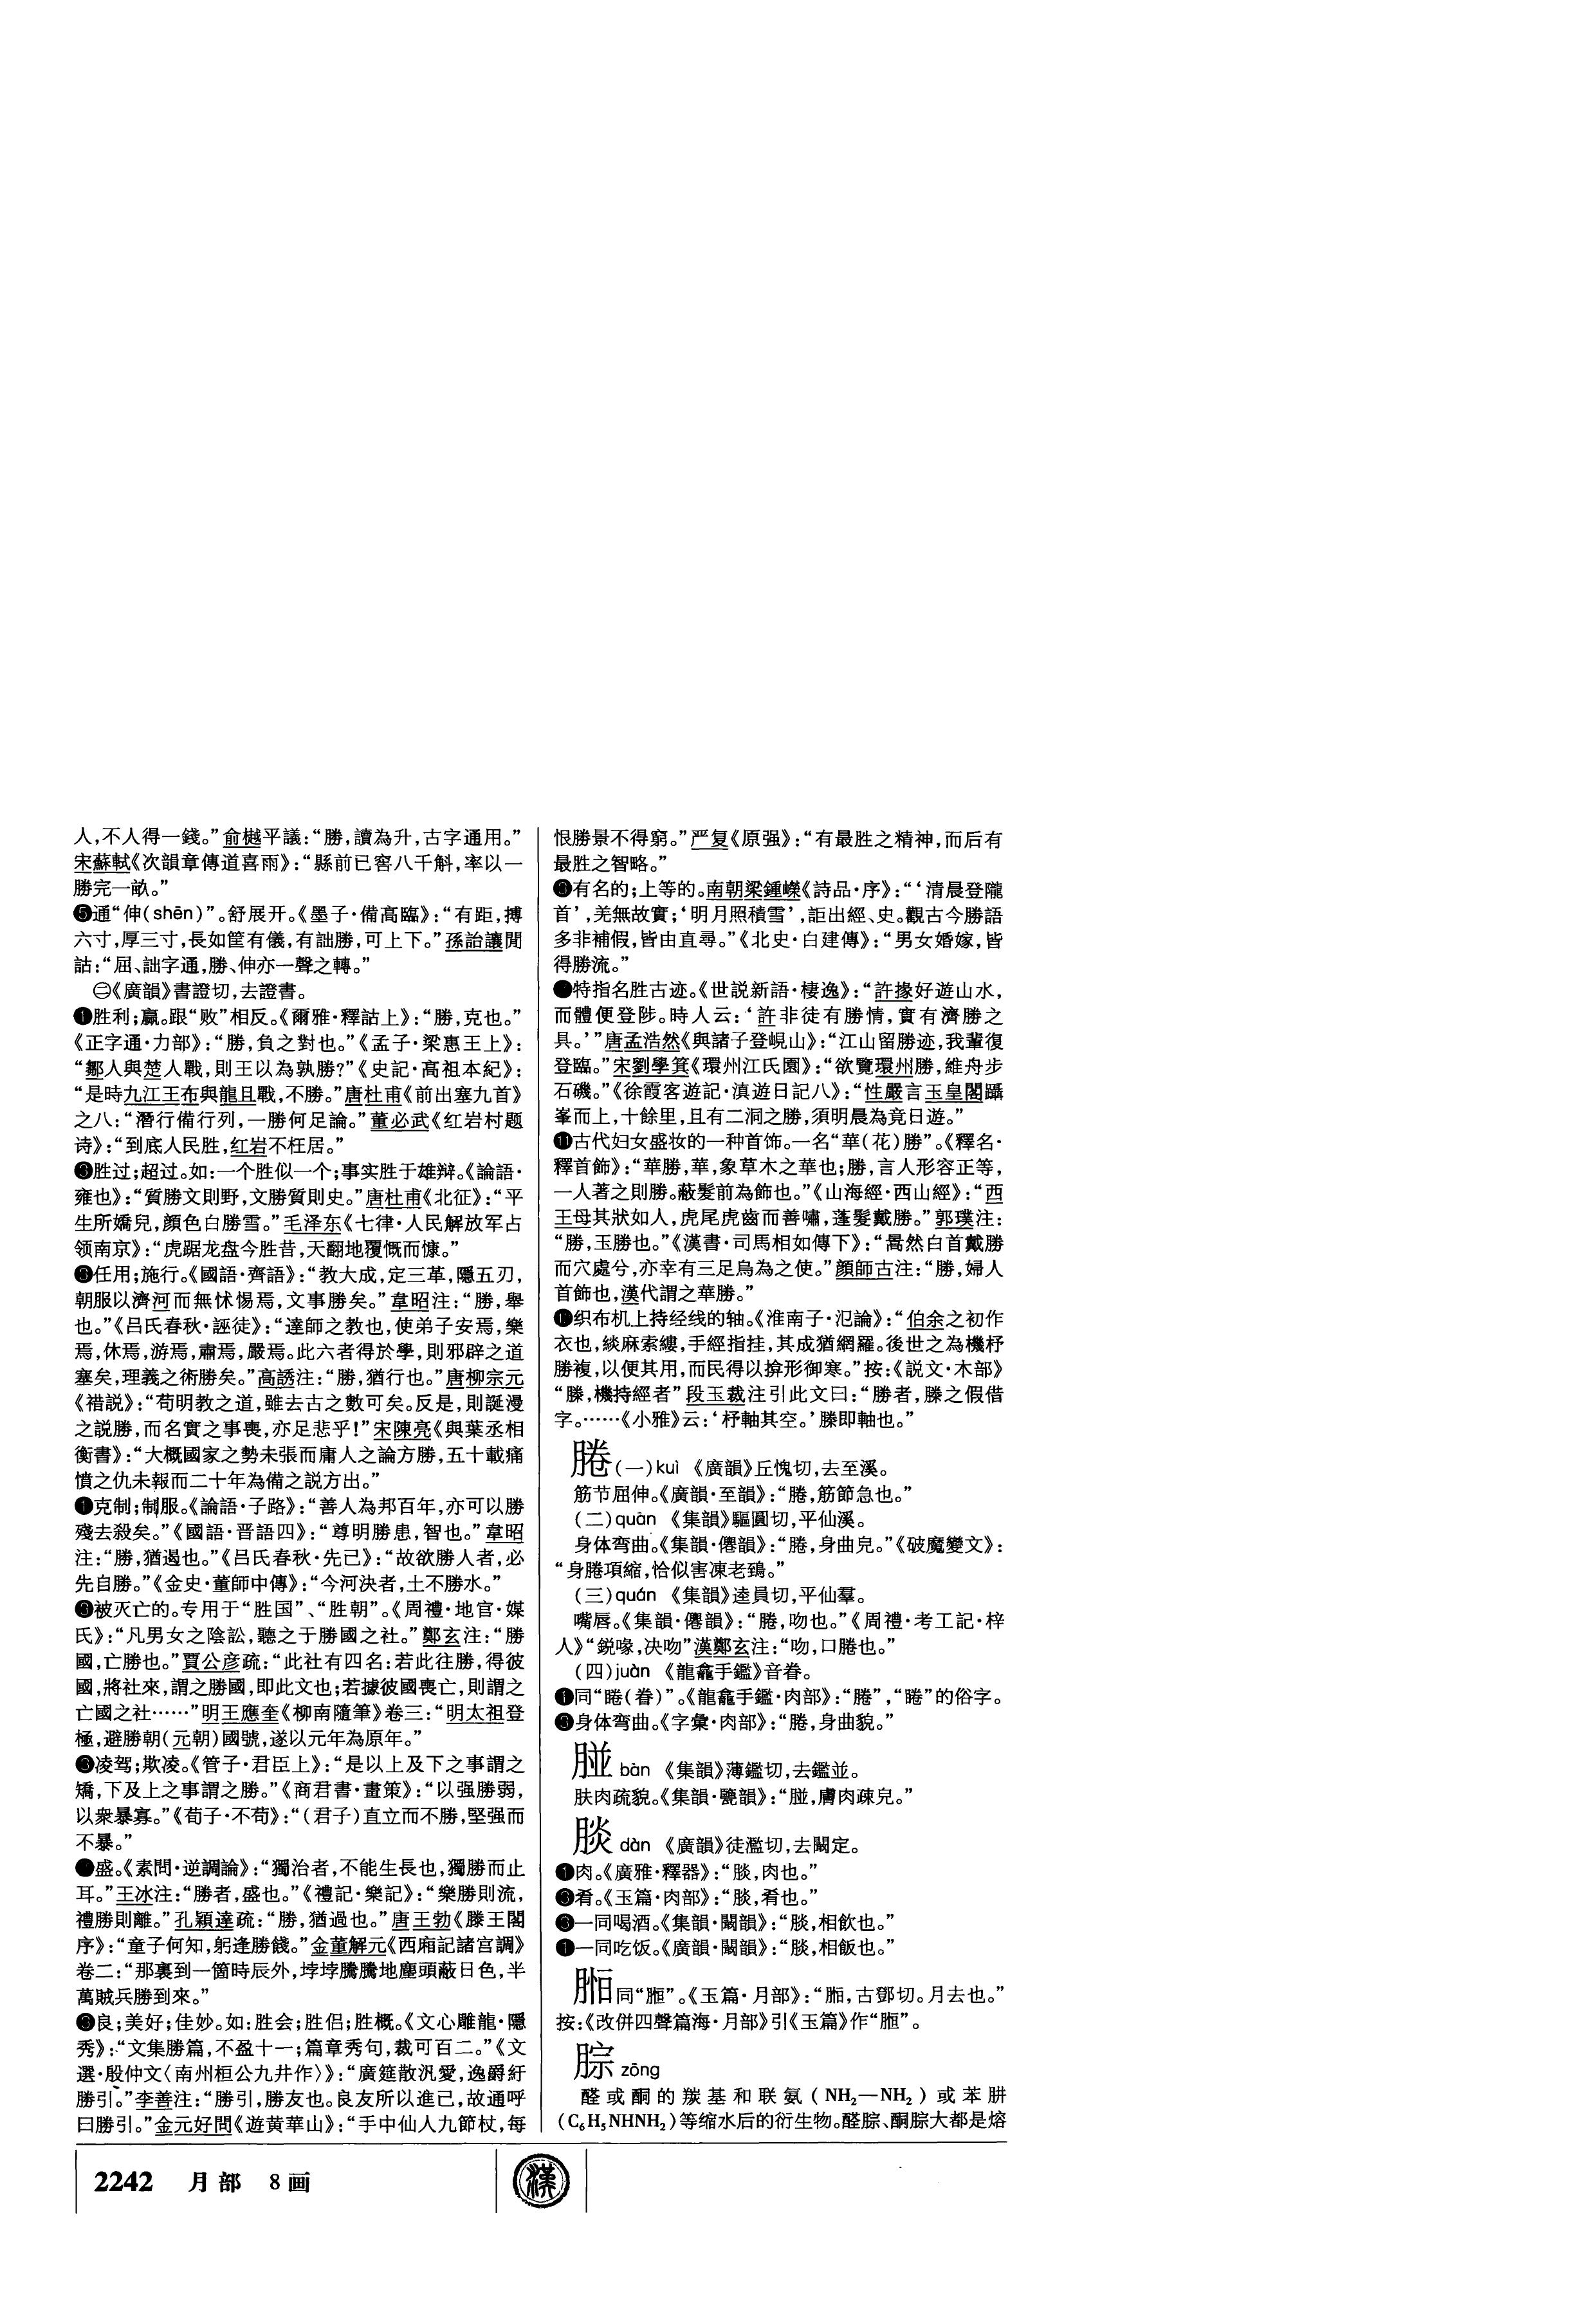 人，不人得一錢。”俞樾平議：“勝，讀為升，古字通用。”
宋蘇軾《次韻章傳道喜雨》：“縣前已窖八千斛，率以一
勝完一畝。”
❺通“伸（shēn）”。舒展开。《墨子·備高臨》：“有距，搏
六寸，厚三寸，長如筐有儀，有詘勝，可上下。”孫詒讓閒
詁：“屈、詘字通，勝、伸亦一聲之轉。”
㊁《廣韻》書證切，去證書。
❶胜利；赢。跟“败”相反。《爾雅·釋詁上》：“勝，克也。”
《正字通·力部》：“勝，負之對也。”《孟子·梁惠王上》：
“鄒人與楚人戰，則王以為孰勝？”《史記·高祖本紀》：
“是時九江王布與龍且戰，不勝。”唐杜甫《前出塞九首》
之八：“潛行備行列，一勝何足論。”董必武《红岩村题
诗》：“到底人民胜，红岩不枉居。”
胜过；超过。如：一个胜似一个；事实胜于雄辩。《論語·
雍也》：“質勝文則野，文勝質則史。”唐杜甫《北征》：“平
生所嬌兒，顏色白勝雪。”毛泽东《七律·人民解放军占
领南京》：“虎踞龙盘今胜昔，天翻地覆慨而慷。”
❸任用；施行。《國語·齊語》：“教大成，定三革，隱五刃，
朝服以濟河而無怵惕焉，文事勝矣。”韋昭注：“勝，舉
也。”《吕氏春秋·誣徒》：“達師之教也，使弟子安焉，樂
焉，休焉，游焉，肅焉，嚴焉。此六者得於學，則邪辟之道
塞矣，理義之術勝矣。”高誘注：“勝，猶行也。”唐柳宗元
《䄍説》：“苟明教之道，雖去古之數可矣。反是，則誕漫
之説勝，而名實之事喪，亦足悲乎！”宋陳亮《與葉丞相
衡書》：“大概國家之勢未張而庸人之論方勝，五十載痛
憤之仇未報而二十年為備之説方出。”
克制；制服。《論語·子路》：“善人為邦百年，亦可以勝
殘去殺矣。”《國語·晋語四》：“尊明勝患，智也。”韋昭
注：“勝，猶遏也。”《吕氏春秋·先己》：“故欲勝人者，必
先自勝。”《金史·董師中傳》：“今河決者，土不勝水。”
被灭亡的。专用于“胜国”、“胜朝”。《周禮·地官·媒
氏》：“凡男女之陰訟，聽之于勝國之社。”鄭玄注：“勝
國，亡勝也。”賈公彦疏：“此社有四名：若此往勝，得彼
國，將社來，謂之勝國，即此文也；若據彼國喪亡，則謂之
亡國之社……”明王應奎《柳南隨筆》卷三：“明太祖登
極，避勝朝（元朝）國號，遂以元年為原年。”
凌驾；欺凌。《管子·君臣上》：“是以上及下之事謂之
矯，下及上之事謂之勝。”《商君書·畫策》：“以强勝弱，
以衆暴寡。”《荀子·不苟》：“（君子）直立而不勝，堅强而
不暴。”
盛。《素問·逆調論》：“獨治者，不能生長也，獨勝而止
耳。”王冰注：“勝者，盛也。”《禮記·樂記》：“樂勝則流，
禮勝則離。”孔穎達疏：“勝，猶過也。”唐王勃《滕王閣
序》：“童子何知，躬逢勝餞。”金董解元《西廂記諸宫調》
卷二：“那裏到一箇時辰外，埻埻騰騰地塵頭蔽日色，半
萬賊兵勝到來。”
良；美好；佳妙。如：胜会；胜侣；胜概。《文心雕龍·隱
秀》：“文集勝篇，不盈十一；篇章秀句，裁可百二。”《文
選·殷仲文〈南州桓公九井作〉》：“廣筵散汎愛，逸爵紆
勝引。”李善注：“勝引，勝友也。良友所以進己，故通呼
曰勝引。”金元好問《遊黄華山》：“手中仙人九節杖，每
恨勝景不得窮。”严复《原强》：“有最胜之精神，而后有
最胜之智略。”
有名的；上等的。南朝梁鍾嶸《詩品·序》：“‘清晨登隴
首’，羌無故實；‘明月照積雪’，詎出經、史。觀古今勝語
多非補假，皆由直尋。”《北史·白建傳》：“男女婚嫁，皆
得勝流。”
特指名胜古迹。《世説新語·棲逸》：“許掾好遊山水，
而體便登陟。時人云：‘許非徒有勝情，實有濟勝之
具。’”唐孟浩然《與諸子登峴山》：“江山留勝迹，我輩復
登臨。”宋劉學箕《環州江氏園》：“欲覽環州勝，維舟步
石磯。”《徐霞客遊記·滇遊日記八》：“性嚴言玉皇閣躡
峯而上，十餘里，且有二洞之勝，須明晨為竟日遊。”
⓫古代妇女盛妆的一种首饰。一名“華（花）勝”。《釋名·
釋首飾》：“華勝，華，象草木之華也；勝，言人形容正等，
一人著之則勝。蔽髮前為飾也。”《山海經·西山經》：“西
王母其狀如人，虎尾虎齒而善嘯，蓬髮戴勝。”郭璞注：
“勝，玉勝也。”《漢書·司馬相如傳下》：“暠然白首戴勝
而穴處兮，亦幸有三足烏為之使。”顔師古注：“勝，婦人
首飾也，漢代謂之華勝。”
织布机上持经线的轴。《淮南子·氾論》：“伯余之初作
衣也，緂麻索縷，手經指挂，其成猶網羅。後世之為機杼
勝複，以便其用，而民得以揜形御寒。”按：《説文·木部》
“榺，機持經者”段玉裁注引此文曰：“勝者，榺之假借
字。……《小雅》云：‘杼軸其空。’榺即軸也。”
腃（一）kuì 《廣韻》丘愧切，去至溪。
筋节屈伸。《廣韻·至韻》：“腃，筋節急也。”
（二）quān 《集韻》驅圓切，平仙溪。
身体弯曲。《集韻·僊韻》：“腃，身曲皃。”《破魔變文》：
“身腃項縮，恰似害凍老鵄。”
（三）quán 《集韻》逵員切，平仙羣。
嘴唇。《集韻·僊韻》：“腃，吻也。”《周禮·考工記·梓
人》“鋭喙，决吻”漢鄭玄注：“吻，口腃也。”
（四）juàn 《龍龕手鑑》音眷。
❶同“睠（眷）”。《龍龕手鑑·肉部》：“腃”，“睠”的俗字。
身体弯曲。《字彙·肉部》：“腃，身曲貌。”
䏾 bàn 《集韻》薄鑑切，去鑑並。
肤肉疏貌。《集韻·㽉韻》：“䏾，膚肉疎皃。”
腅 dàn 《廣韻》徒濫切，去闞定。
❶肉。《廣雅·釋器》：“腅，肉也。”
肴。《玉篇·肉部》：“腅，肴也。”
❸一同喝酒。《集韻·闞韻》：“腅，相飲也。”
一同吃饭。《廣韻·闞韻》：“腅，相飯也。”
同“”。《玉篇·月部》：“，古鄧切。月去也。”
按：《改併四聲篇海·月部》引《玉篇》作“”。
腙 zōng
醛或酮的羰基和联氨（NH₂—NH₂）或苯肼
（C₆H₅NHNH₂）等缩水后的衍生物。醛腙、酮腙大都是熔
2242 月部 8画
漢